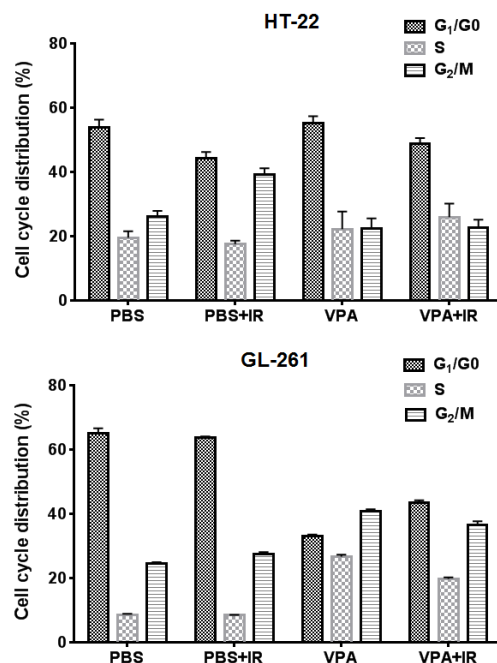 HT-22
G₁/G0
S
G₂/M
Cell cycle distribution (%)
80
60
40
20
0
PBS
PBS+IR
VPA
VPA+IR
GL-261
G₁/G0
S
G₂/M
Cell cycle distribution (%)
80
60
40
20
0
PBS
PBS+IR
VPA
VPA+IR